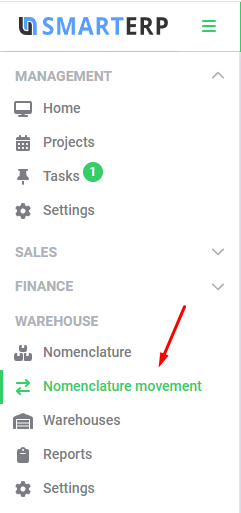 SMARTERP
MANAGEMENT
Home
Projects
Tasks 1
Settings
SALES
FINANCE
WAREHOUSE
Nomenclature
Nomenclature movement
Warehouses
Reports
Settings